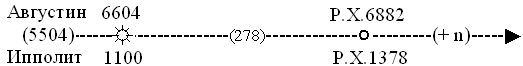 Августин 6604 Р.Х.6882
(5504) (278) (+ n)
Ипполит 1100 Р.Х.1378